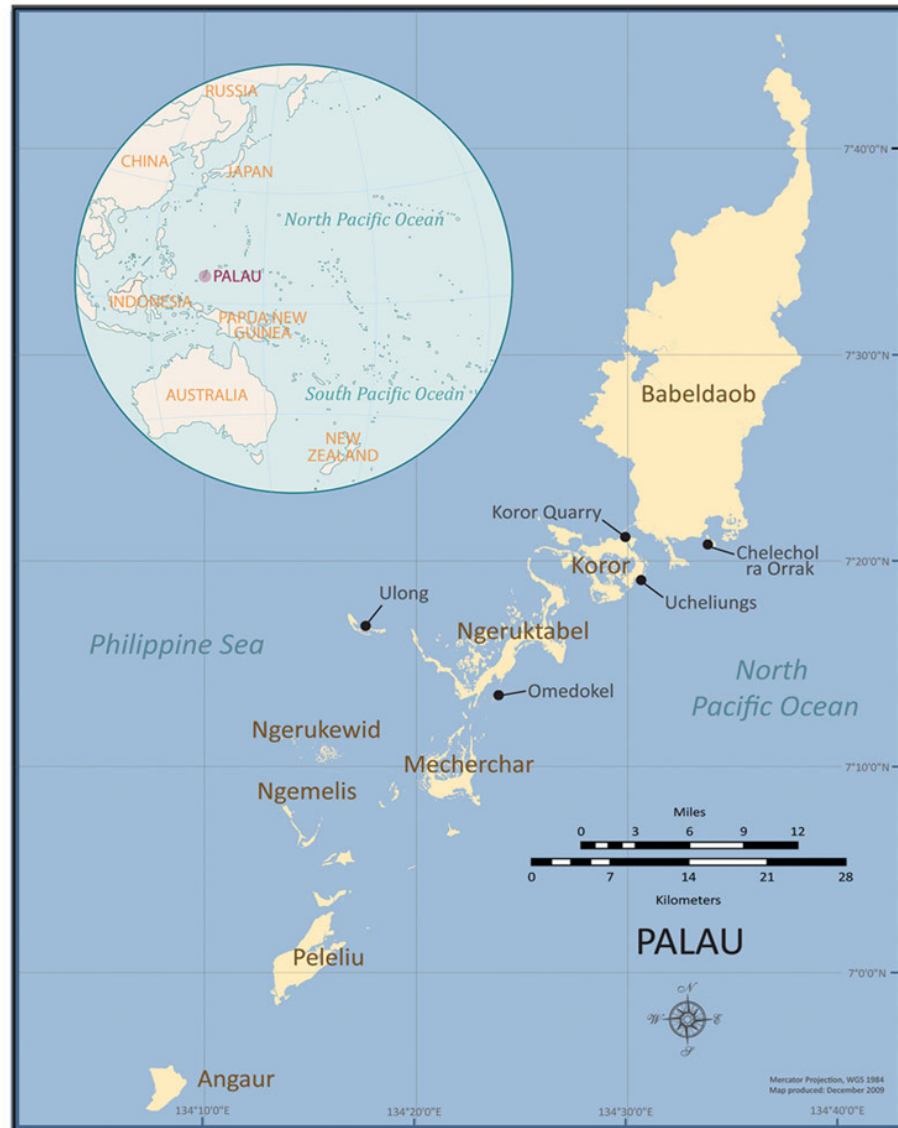 RUSSIA
CHINA
JAPAN
North Pacific Ocean
PALAU
INDONESIA
PAPUA NEW
GUINEA
AUSTRALIA
South Pacific Ocean
NEW
ZEALAND
7°40'0"N
7°30'0"N
Babeldaob
Koror Quarry
Chelechol
ra Orrak
7°20'0"N
Koror
Ucheliungs
Ulong
Ngeruktabel
Philippine Sea
North
Pacific Ocean
Omedokel
Ngerukewid
Mecherchar
7°10'0"N
Ngemelis
Miles
0 3 6 9 12
0 7 14 21 28
Kilometers
PALAU
Peleliu
7°0'0"N
N
W E
S
Angaur
Mercator Projection, WGS 1984
Map produced: December 2009
134°10'0"E 134°20'0"E 134°30'0"E 134°40'0"E